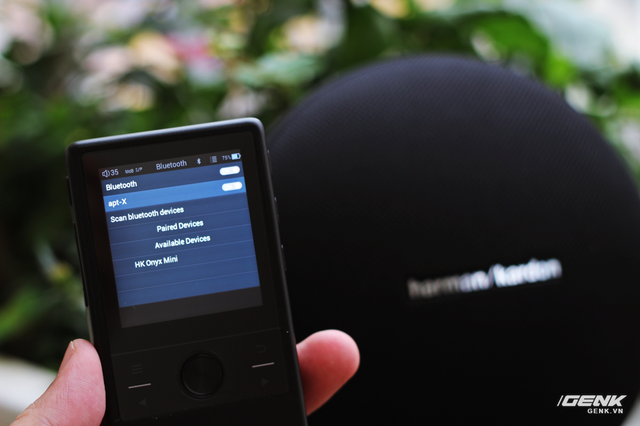 35 Bluetooth 75%
Bluetooth
apt-X
Scan bluetooth devices
Paired Devices
Available Devices
HK Onyx Mini
harman/kardon
GENK
GENK.VN